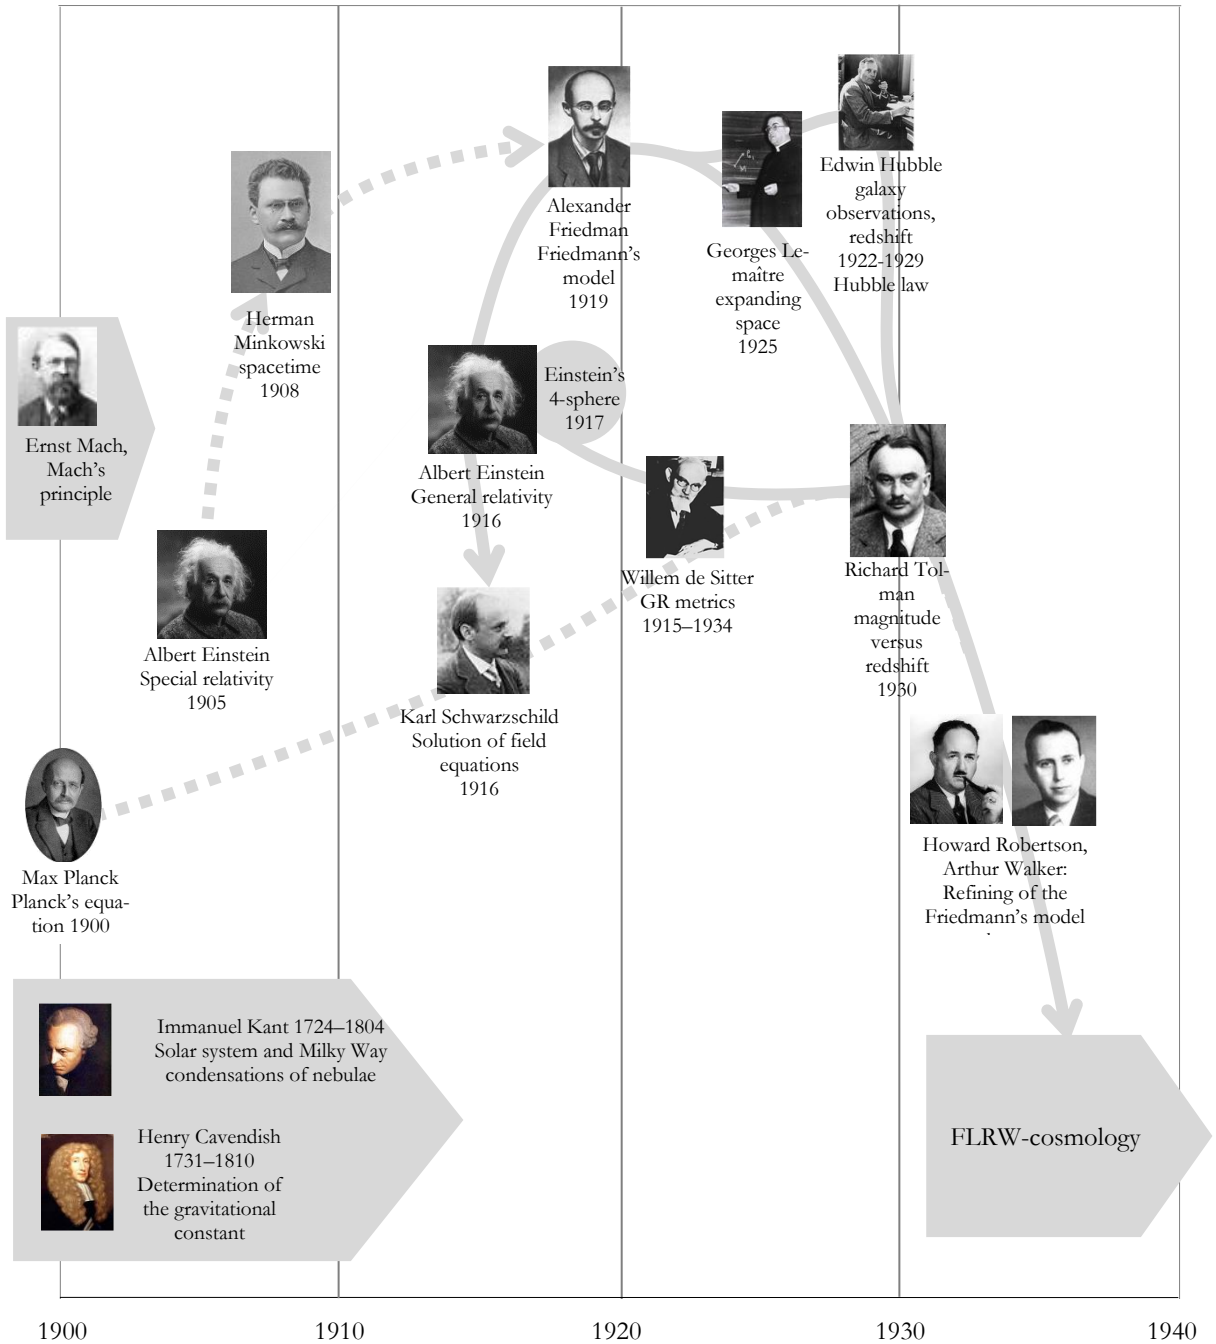 Edwin Hubble
galaxy
observations,
redshift
1922-1929
Hubble law
Alexander
Friedman
Friedmann's
model
1919
Georges Le-
maître
expanding
space
1925
Herman
Minkowski
spacetime
1908
Einstein's
4-sphere
1917
Ernst Mach,
Mach's
principle
Albert Einstein
General relativity
1916
Willem de Sitter
GR metrics
1915–1934
Richard Tol-
man
magnitude
versus
redshift
1930
Albert Einstein
Special relativity
1905
Karl Schwarzschild
Solution of field
equations
1916
Max Planck
Planck's equa-
tion 1900
Howard Robertson,
Arthur Walker:
Refining of the
Friedmann's model
Immanuel Kant 1724–1804
Solar system and Milky Way
condensations of nebulae
Henry Cavendish
1731–1810
Determination of
the gravitational
constant
FLRW-cosmology
1900
1910
1920
1930
1940